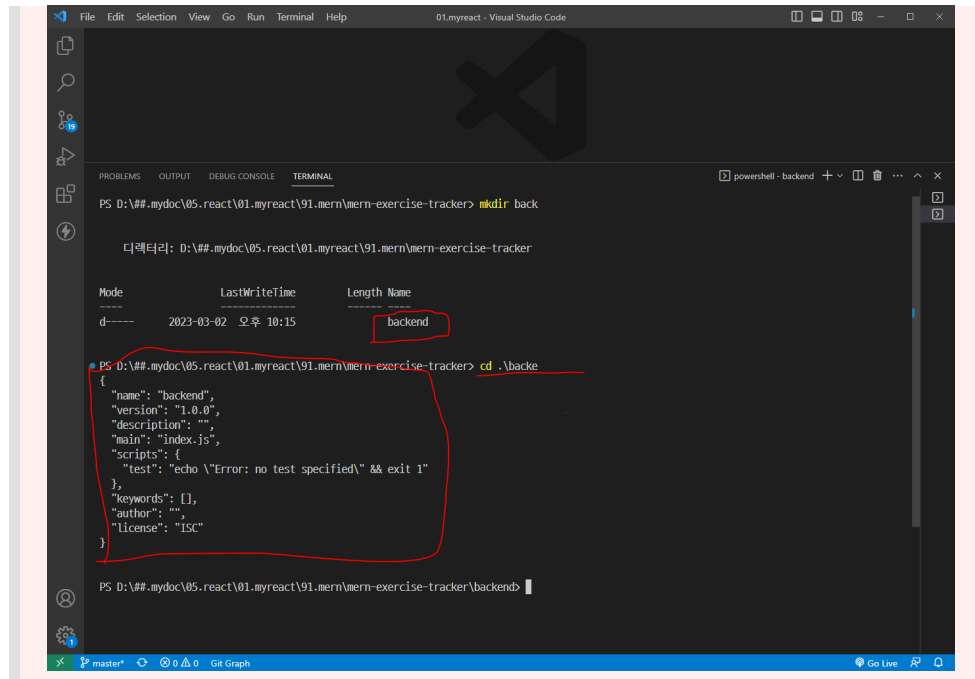 File Edit Selection View Go Run Terminal Help 01.myreact - Visual Studio Code
19
PROBLEMS OUTPUT DEBUG CONSOLE TERMINAL powershell - backend
PS D:\##.mydoc\05.react\01.myreact\91.mern\mern-exercise-tracker> mkdir back
디렉터리: D:\##.mydoc\05.react\01.myreact\91.mern\mern-exercise-tracker
Mode LastWriteTime Length Name
---- ------------- ------ ----
d----- 2023-03-02 오후 10:15 backend
PS D:\##.mydoc\05.react\01.myreact\91.mern\mern-exercise-tracker> cd .\backe
{
"name": "backend",
"version": "1.0.0",
"description": "",
"main": "index.js",
"scripts": {
"test": "echo \"Error: no test specified\" && exit 1"
},
"keywords": [],
"author": "",
"license": "ISC"
}
PS D:\##.mydoc\05.react\01.myreact\91.mern\mern-exercise-tracker\backend>
1
master* 0 0 Git Graph Go Live